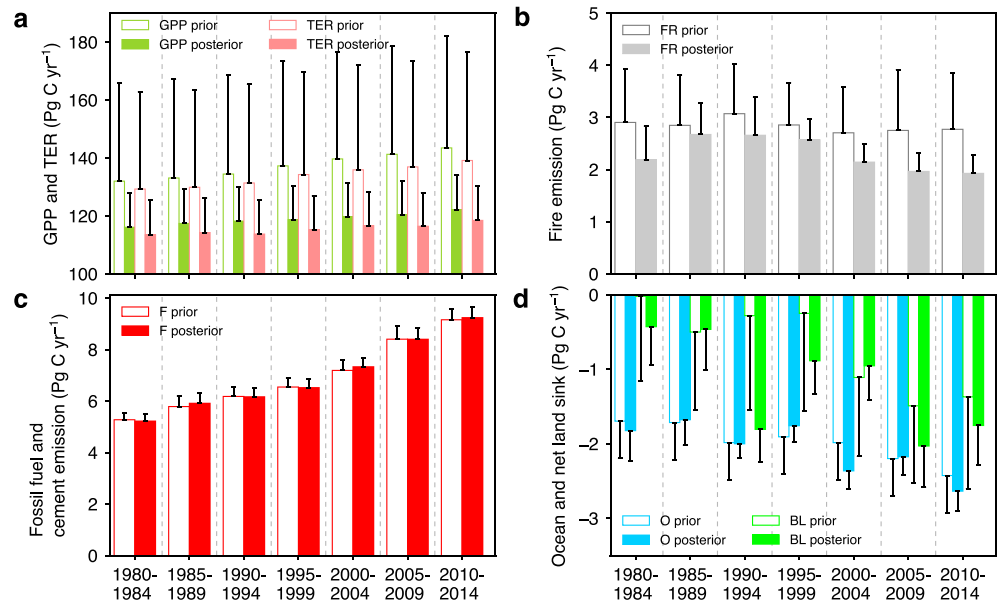 a
GPP prior
TER prior
GPP posterior
TER posterior
GPP and TER (Pg C yr⁻¹)
180
160
140
120
100
b
FR prior
FR posterior
Fire emission (Pg C yr⁻¹)
5
4
3
2
1
0
c
F prior
F posterior
Fossil fuel and
cement emission (Pg C yr⁻¹)
10
8
6
4
2
0
1980-
1984
1985-
1989
1990-
1994
1995-
1999
2000-
2004
2005-
2009
2010-
2014
d
Ocean and net land sink (Pg C yr⁻¹)
0
−1
−2
−3
O prior
BL prior
O posterior
BL posterior
1980-
1984
1985-
1989
1990-
1994
1995-
1999
2000-
2004
2005-
2009
2010-
2014